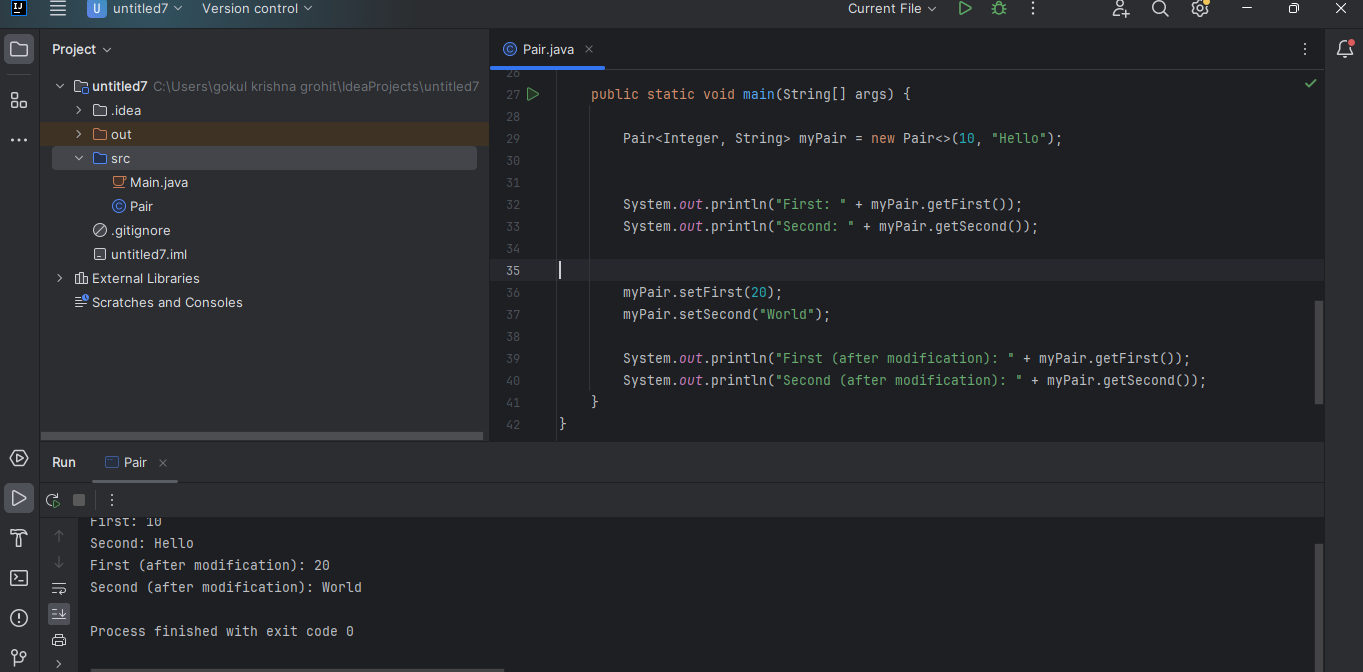 IJ
U untitled7 Version control Current File
Project
Pair.java
untitled7 C:\Users\gokul krishna grohit\IdeaProjects\untitled7
.idea
out
src
Main.java
C Pair
.gitignore
untitled7.iml
External Libraries
Scratches and Consoles
26
27 public static void main(String[] args) {
28
29 Pair<Integer, String> myPair = new Pair<>(10, "Hello");
30
31
32 System.out.println("First: " + myPair.getFirst());
33 System.out.println("Second: " + myPair.getSecond());
34
35
36 myPair.setFirst(20);
37 myPair.setSecond("World");
38
39 System.out.println("First (after modification): " + myPair.getFirst());
40 System.out.println("Second (after modification): " + myPair.getSecond());
41 }
42 }
Run Pair
First: 10
Second: Hello
First (after modification): 20
Second (after modification): World
Process finished with exit code 0